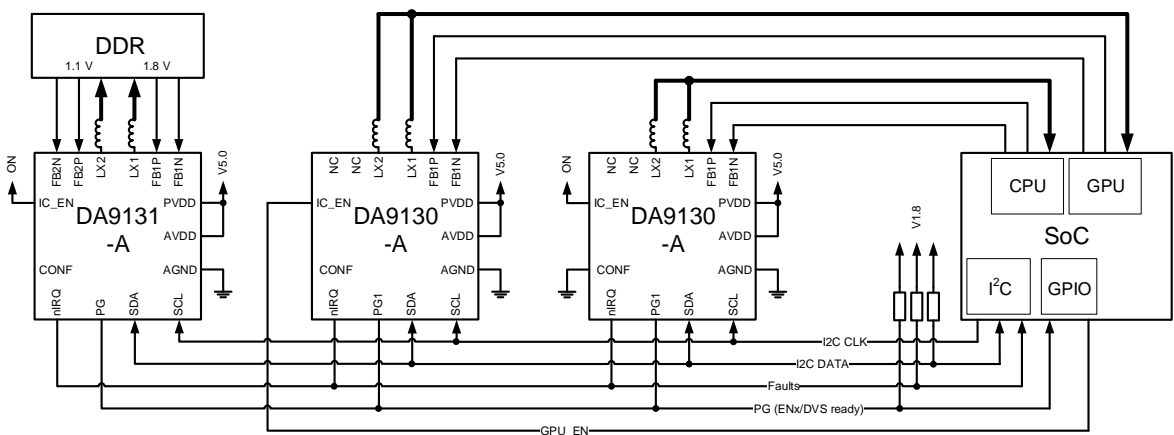 DDR
1.1 V 1.8 V
FB2N FB2P LX2 LX1 FB1P FB1N
ON
IC_EN
V5.0
PVDD
DA9131
-A
AVDD
CONF
AGND
nIRQ PG SDA SCL
NC NC LX2 LX1 FB1P FB1N
IC_EN
V5.0
PVDD
DA9130
-A
AVDD
CONF
AGND
nIRQ PG1 SDA SCL
NC NC LX2 LX1 FB1P FB1N
ON
IC_EN
V5.0
PVDD
DA9130
-A
AVDD
CONF
AGND
nIRQ PG1 SDA SCL
V1.8
CPU GPU
SoC
I2C GPIO
I2C CLK
I2C DATA
Faults
PG (ENx/DVS ready)
GPU_EN